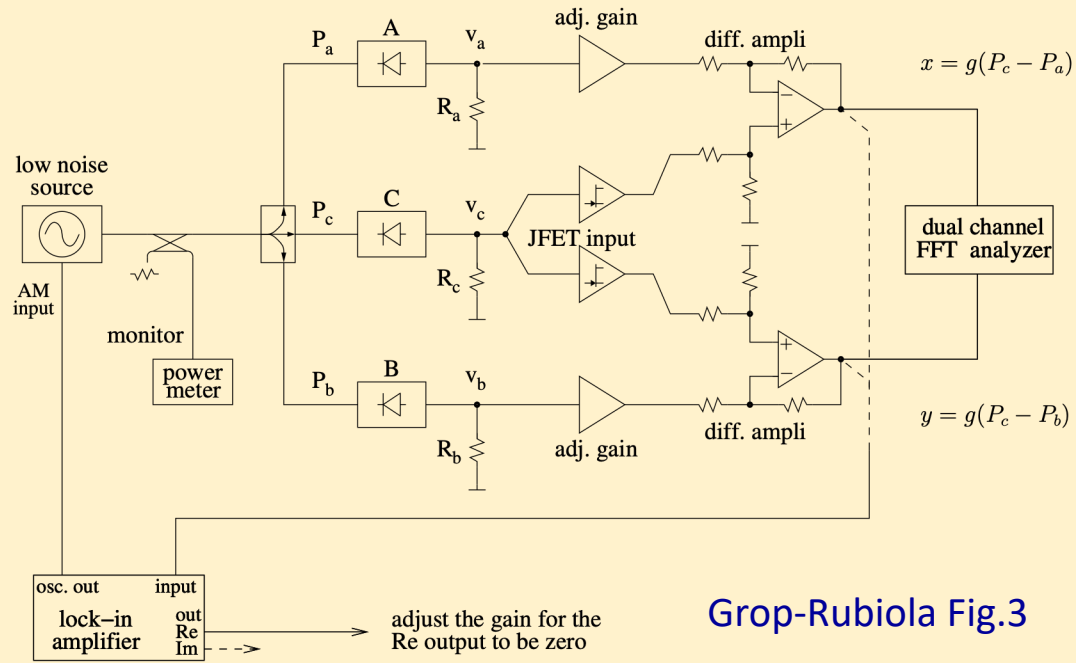 adj. gain
diff. ampli
A
P_a
v_a
R_a
x = g(P_c − P_a)
−
+
low noise
source
C
P_c
v_c
R_c
JFET input
dual channel
FFT analyzer
AM
input
monitor
power
meter
B
P_b
v_b
R_b
+
−
adj. gain
diff. ampli
y = g(P_c − P_b)
osc. out
input
lock–in
amplifier
out
Re
Im
adjust the gain for the
Re output to be zero
Grop-Rubiola Fig.3